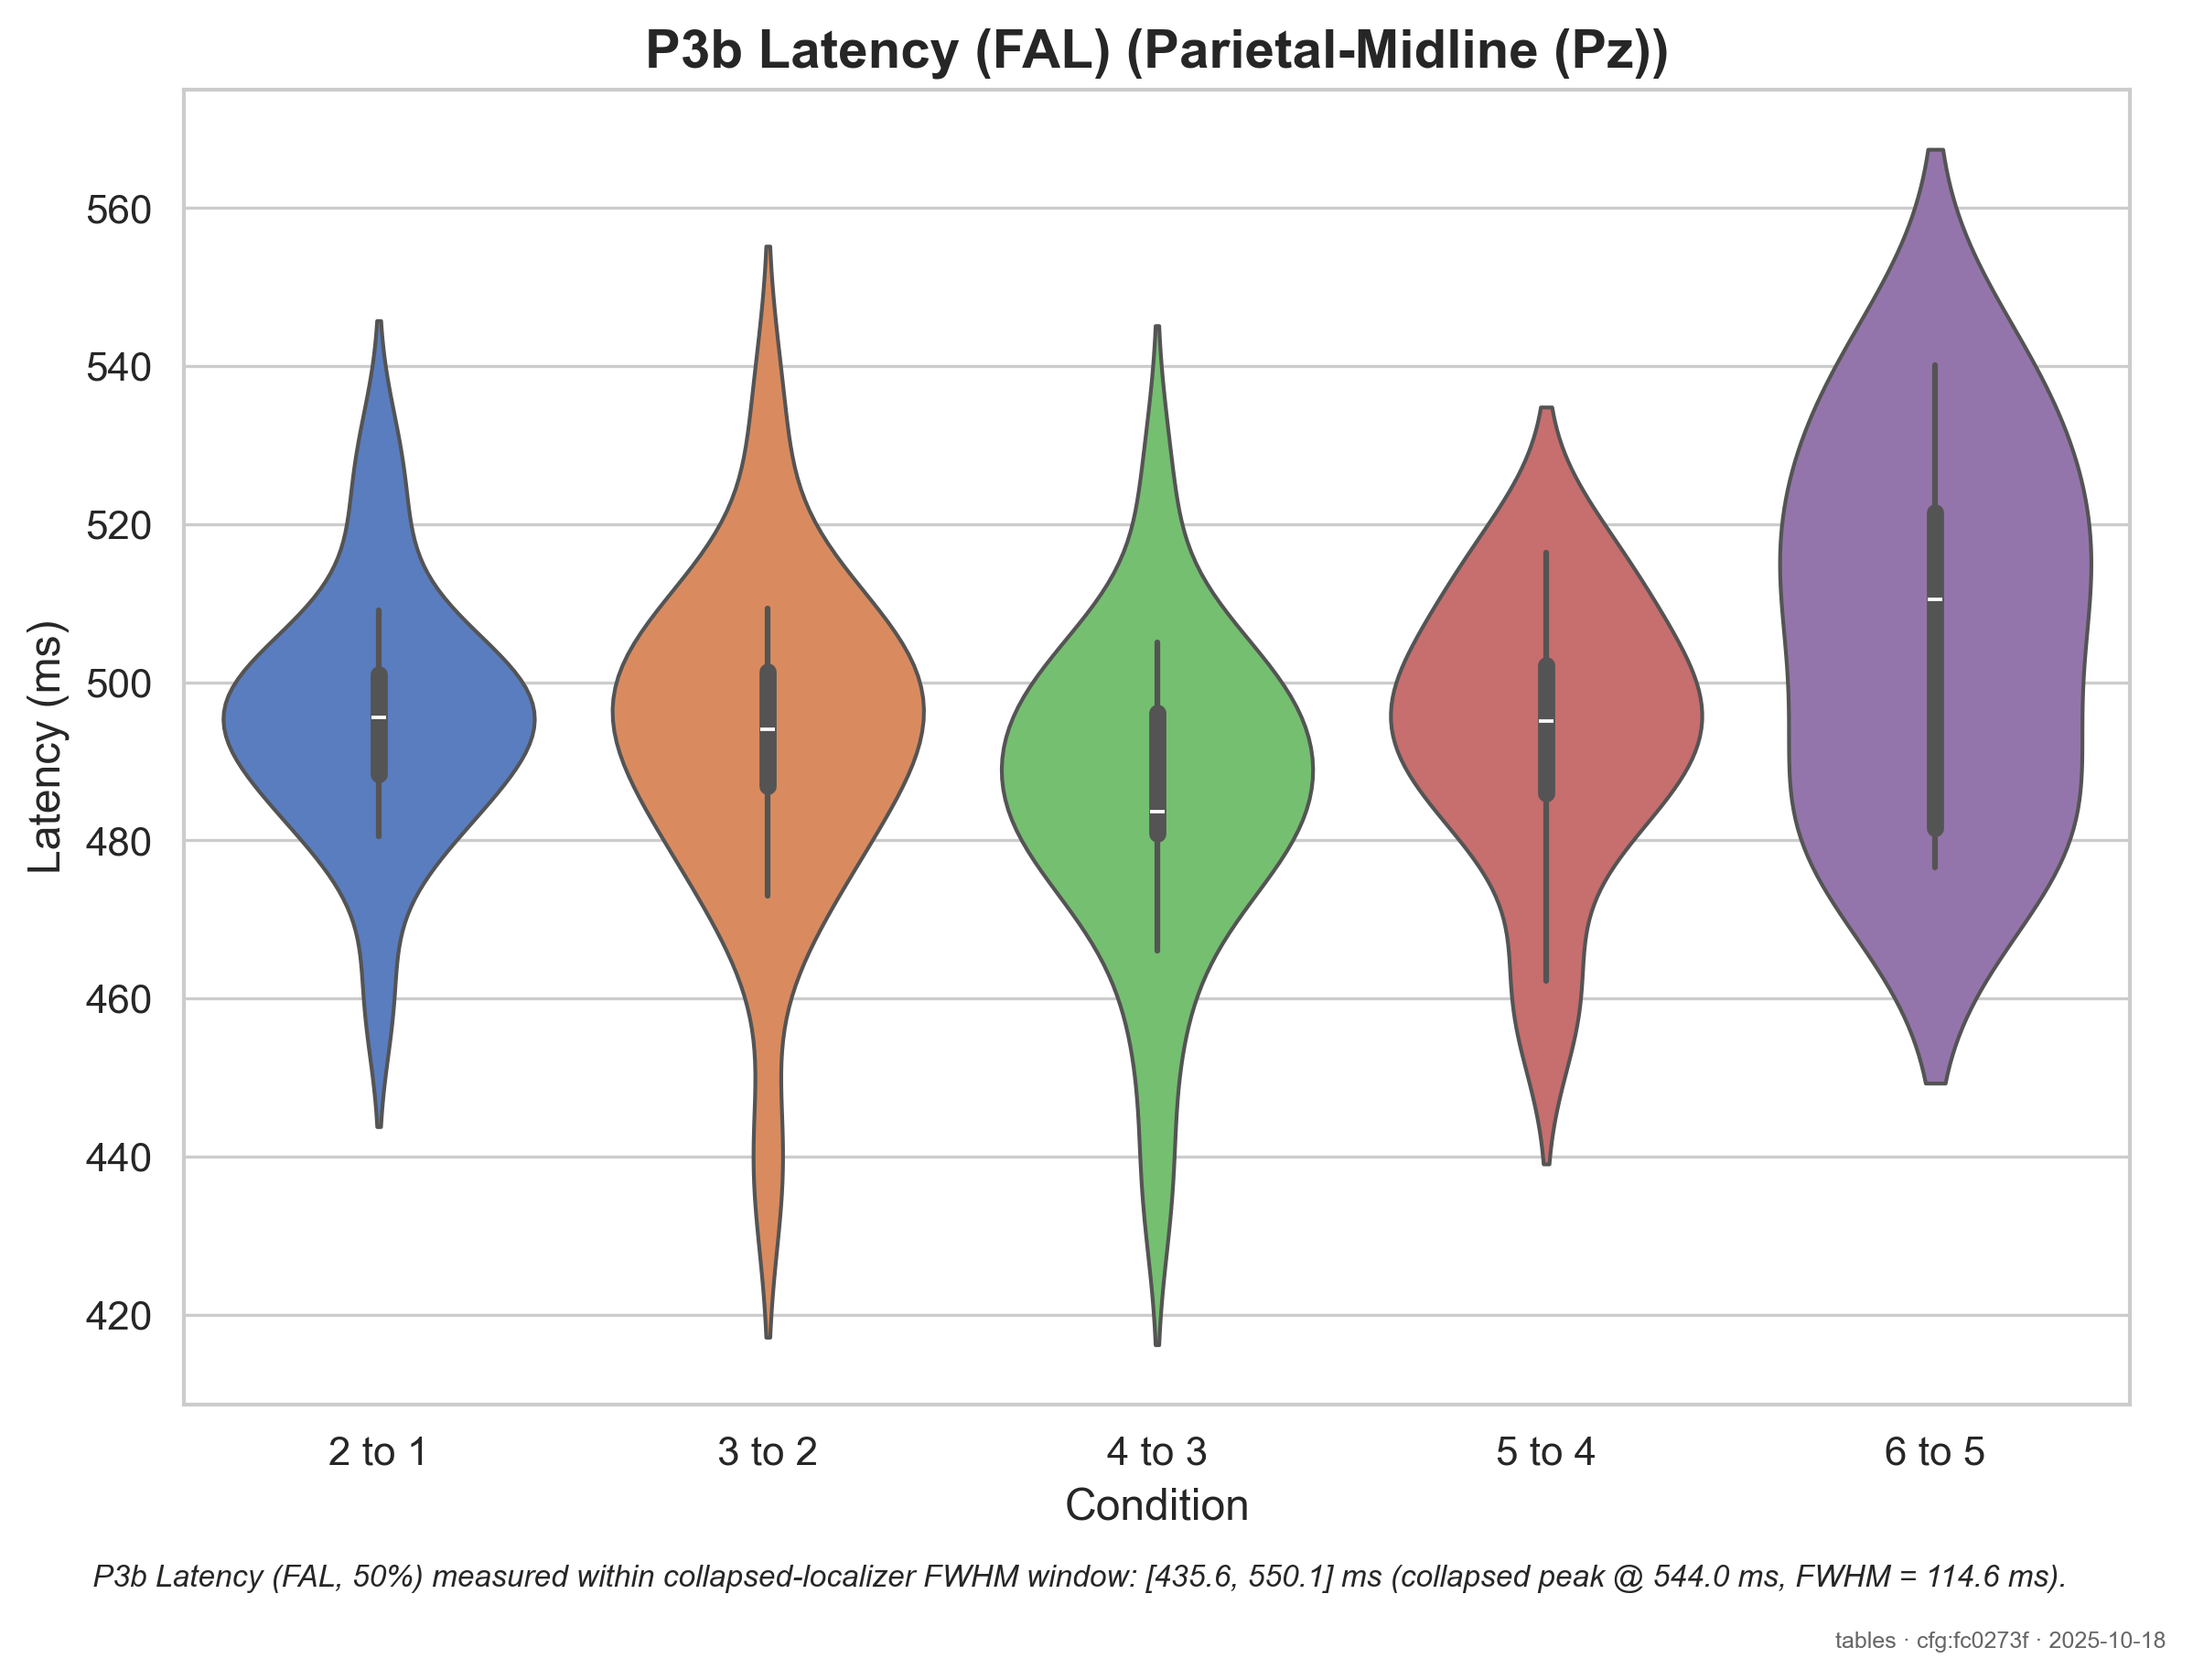 P3b Latency (FAL) (Parietal-Midline (Pz))
Latency (ms)
560
540
520
500
480
460
440
420
2 to 1
3 to 2
4 to 3
5 to 4
6 to 5
Condition
P3b Latency (FAL, 50%) measured within collapsed-localizer FWHM window: [435.6, 550.1] ms (collapsed peak @ 544.0 ms, FWHM = 114.6 ms).
tables · cfg:fc0273f · 2025-10-18